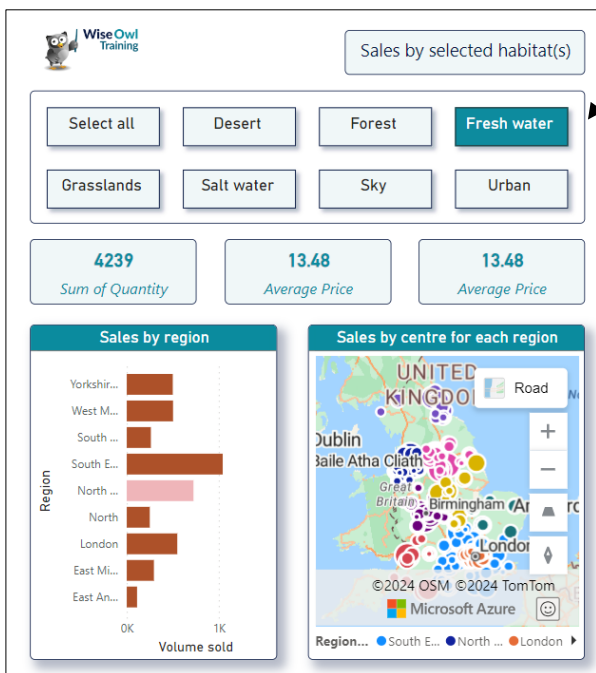 Wise Owl
Training
Sales by selected habitat(s)
Select all
Desert
Forest
Fresh water
Grasslands
Salt water
Sky
Urban
4239
Sum of Quantity
13.48
Average Price
13.48
Average Price
Sales by region
Region
Yorkshir...
West M...
South ...
South E...
North ...
North
London
East Mi...
East An...
0K
1K
Volume sold
Sales by centre for each region
UNITED
KINGDOM
Road
Dublin
Baile Atha Cliath
Great
Britain
Birmingham
London
©2024 OSM ©2024 TomTom
Microsoft Azure
Region...
South E...
North ...
London